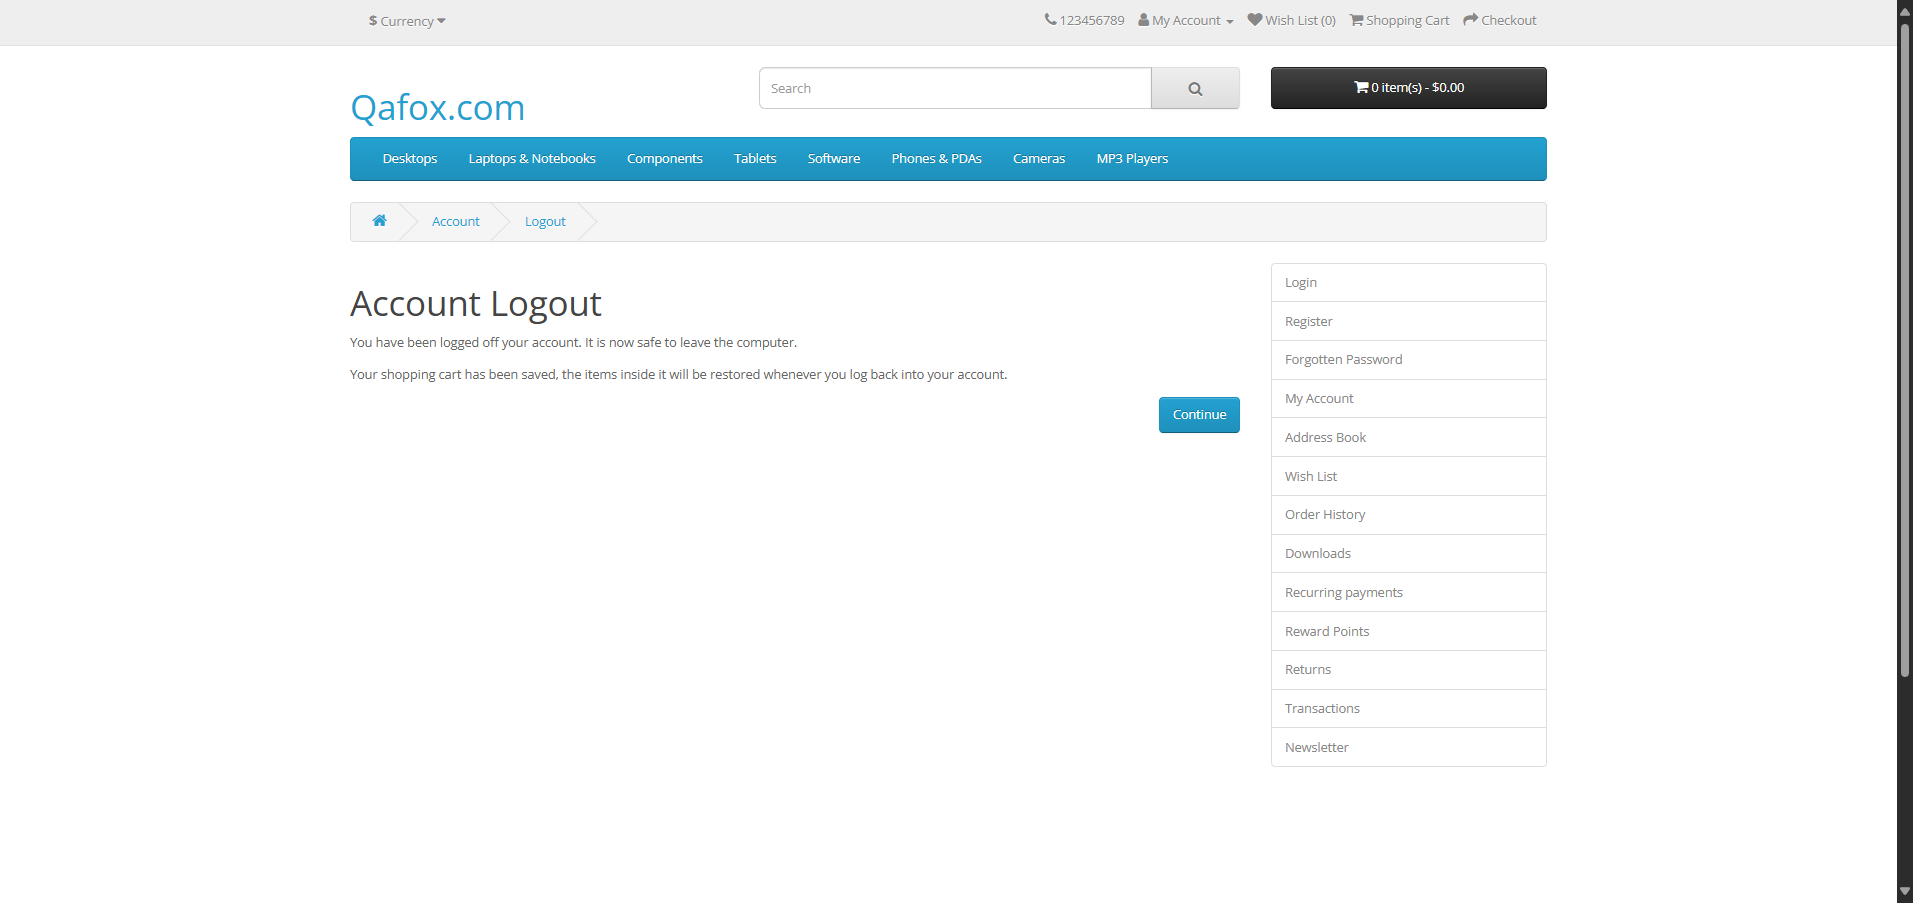 $ Currency
123456789 My Account Wish List (0) Shopping Cart Checkout
Qafox.com
Search
0 item(s) - $0.00
Desktops Laptops & Notebooks Components Tablets Software Phones & PDAs Cameras MP3 Players
Account Logout
Account Logout
You have been logged off your account. It is now safe to leave the computer.
Your shopping cart has been saved, the items inside it will be restored whenever you log back into your account.
Continue
Login
Register
Forgotten Password
My Account
Address Book
Wish List
Order History
Downloads
Recurring payments
Reward Points
Returns
Transactions
Newsletter